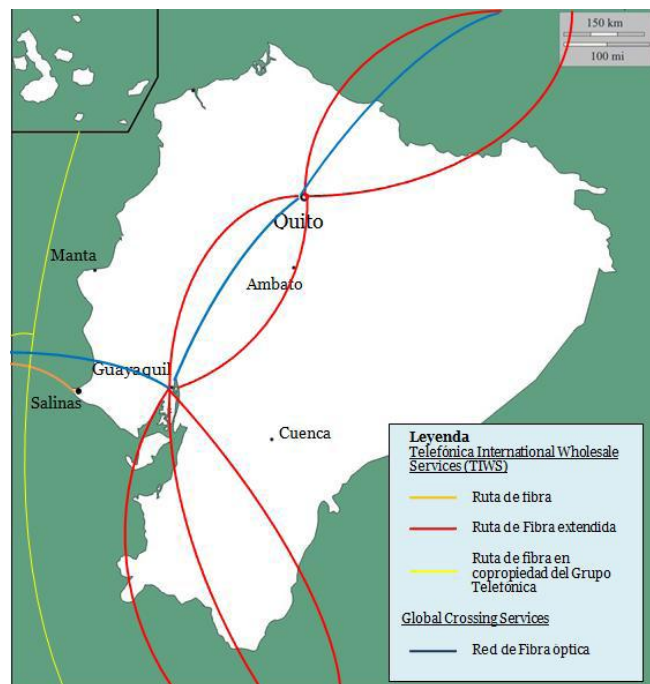 150 km
100 mi
Quito
Manta
Ambato
Guayaquil
Salinas
Cuenca
Leyenda
Telefónica International Wholesale
Services (TIWS)
Ruta de fibra
Ruta de Fibra extendida
Ruta de fibra en
copropiedad del Grupo
Telefónica
Global Crossing Services
Red de Fibra óptica